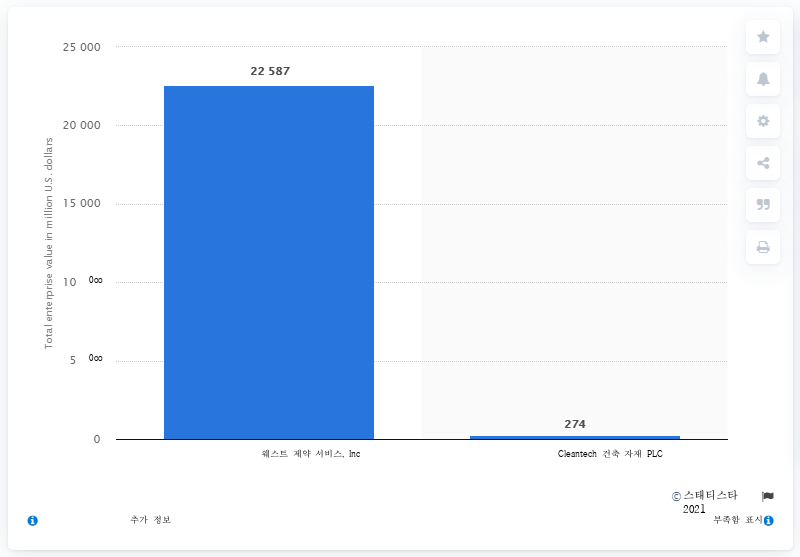 25 000
22 587
20 000
15 000
10 000
5 000
274
0
Total enterprise value in million U.S. dollars
웨스트 제약 서비스, Inc
Cleantech 건축 자재 PLC
© 스태티스타
2021
추가 정보
부족함 표시